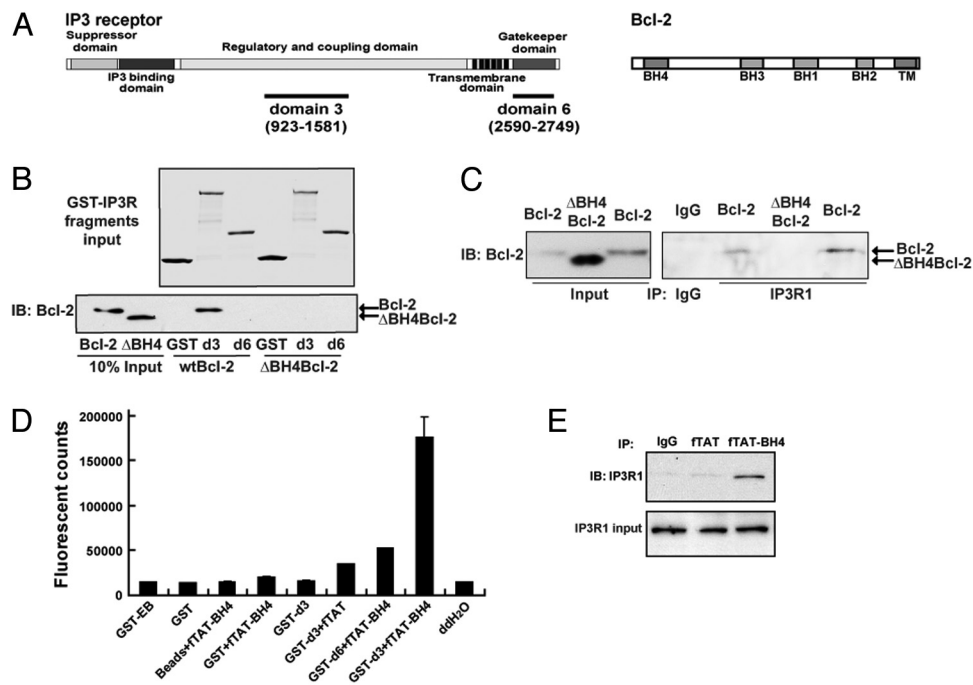 A
IP3 receptor
Suppressor
domain
Regulatory and coupling domain
Gatekeeper
domain
IP3 binding
domain
Transmembrane
domain
domain 3
(923-1581)
domain 6
(2590-2749)
Bcl-2
BH4
BH3
BH1
BH2
TM
B
GST-IP3R
fragments
input
IB: Bcl-2
Bcl-2
ΔBH4Bcl-2
Bcl-2 ΔBH4 GST d3 d6 GST d3 d6
10% Input wtBcl-2 ΔBH4Bcl-2
C
Bcl-2 ΔBH4 Bcl-2 Bcl-2
IgG Bcl-2 ΔBH4 Bcl-2 Bcl-2
IB: Bcl-2
Bcl-2
ΔBH4Bcl-2
Input IP: IgG IP3R1
D
Fluorescent counts
200000
150000
100000
50000
0
GST-EB
GST
Beads+fTAT-BH4
GST+fTAT-BH4
GST-d3
GST-d3+fTAT
GST-d6+fTAT-BH4
GST-d3+fTAT-BH4
ddH2O
E
IP: IgG fTAT fTAT-BH4
IB: IP3R1
IP3R1 input